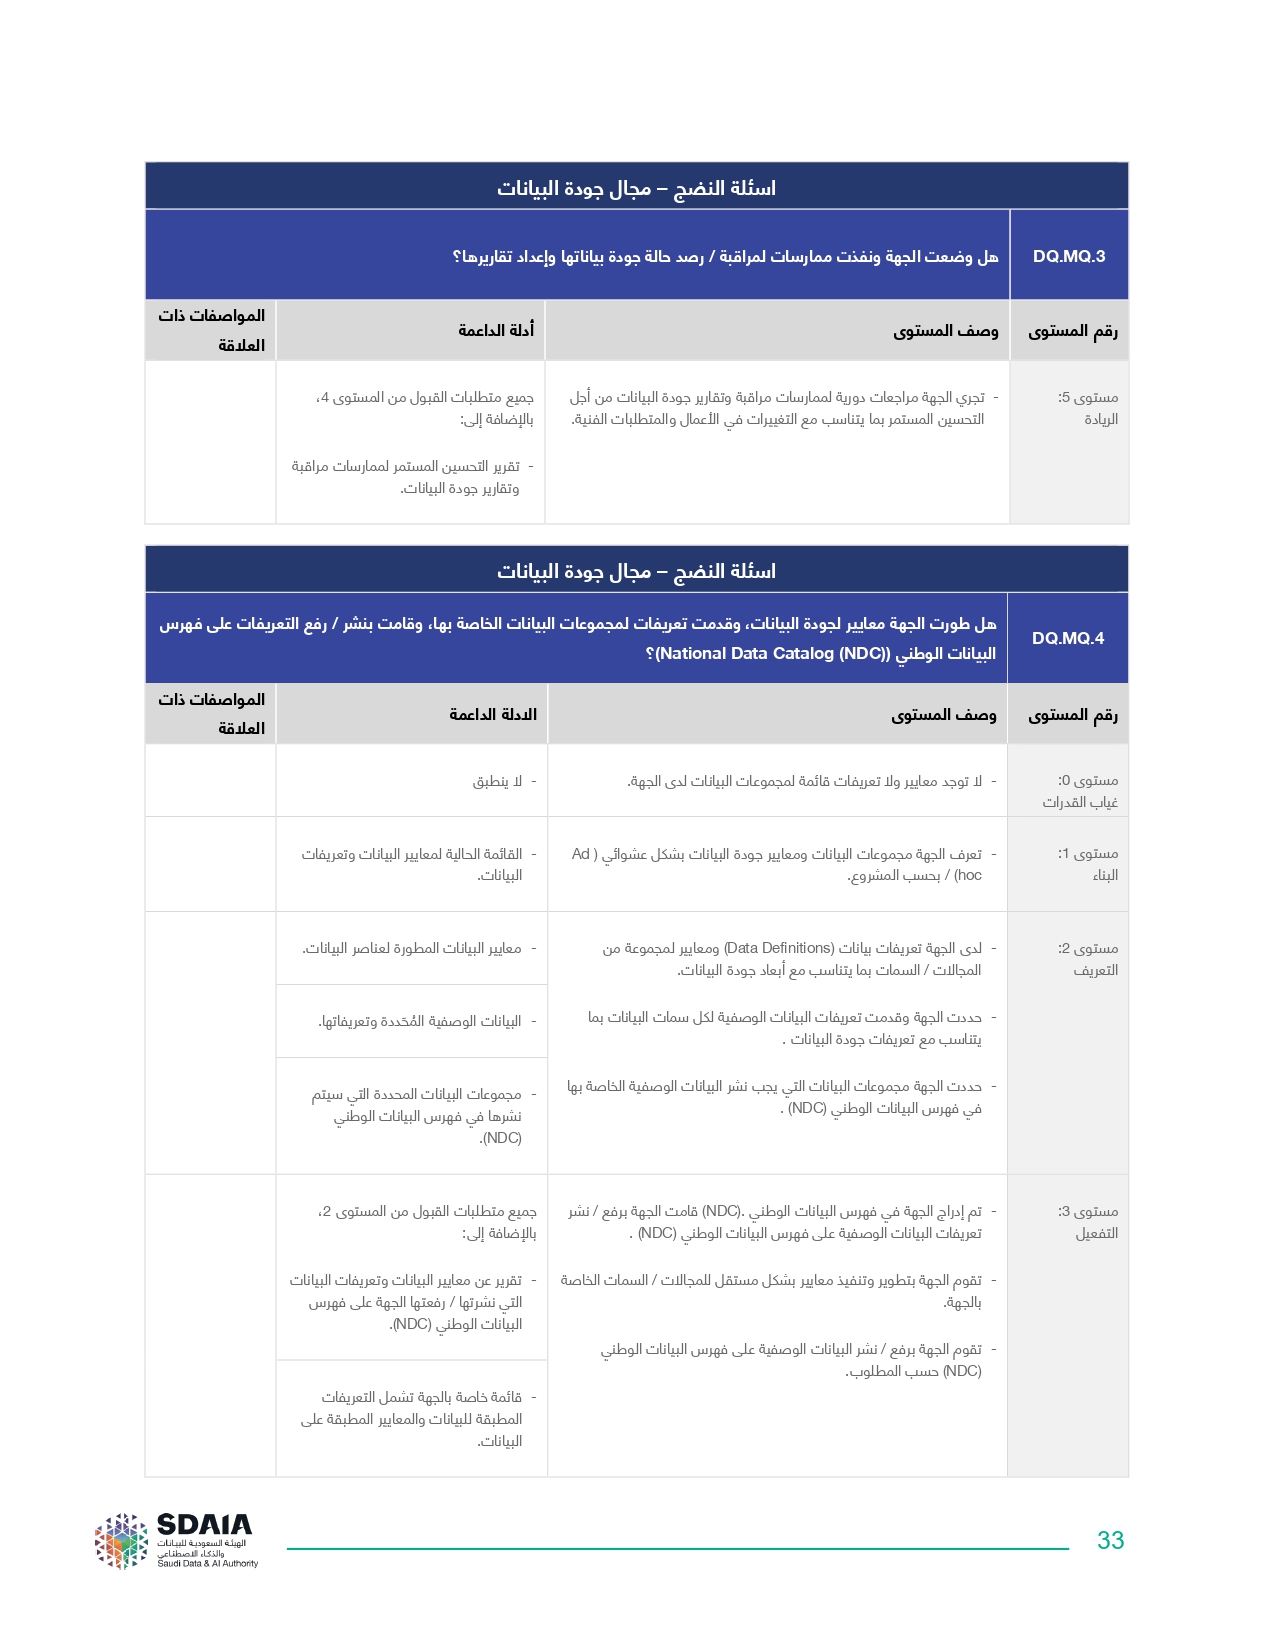 اسئلة النضج – مجال جودة البيانات
DQ.MQ.3
هل وضعت الجهة ونفذت ممارسات لمراقبة / رصد حالة جودة بياناتها وإعداد تقاريرها؟
رقم المستوى
وصف المستوى
أدلة الداعمة
المواصفات ذات
العلاقة
مستوى 5:
الريادة
- تجري الجهة مراجعات دورية لممارسات مراقبة وتقارير جودة البيانات من أجل
التحسين المستمر بما يتناسب مع التغييرات في الأعمال والمتطلبات الفنية.
جميع متطلبات القبول من المستوى 4،
بالإضافة إلى:
- تقرير التحسين المستمر لممارسات مراقبة
وتقارير جودة البيانات.
اسئلة النضج – مجال جودة البيانات
DQ.MQ.4
هل طورت الجهة معايير لجودة البيانات، وقدمت تعريفات لمجموعات البيانات الخاصة بها، وقامت بنشر / رفع التعريفات على فهرس
البيانات الوطني ((National Data Catalog (NDC)؟
رقم المستوى
وصف المستوى
الادلة الداعمة
المواصفات ذات
العلاقة
مستوى 0:
غياب القدرات
- لا توجد معايير ولا تعريفات قائمة لمجموعات البيانات لدى الجهة.
- لا ينطبق
مستوى 1:
البناء
- تعرف الجهة مجموعات البيانات ومعايير جودة البيانات بشكل عشوائي ( Ad
hoc) / بحسب المشروع.
- القائمة الحالية لمعايير البيانات وتعريفات
البيانات.
مستوى 2:
التعريف
- لدى الجهة تعريفات بيانات (Data Definitions) ومعايير لمجموعة من
المجالات / السمات بما يتناسب مع أبعاد جودة البيانات.
- حددت الجهة وقدمت تعريفات البيانات الوصفية لكل سمات البيانات بما
يتناسب مع تعريفات جودة البيانات .
- حددت الجهة مجموعات البيانات التي يجب نشر البيانات الوصفية الخاصة بها
في فهرس البيانات الوطني (NDC) .
- معايير البيانات المطورة لعناصر البيانات.
- البيانات الوصفية المُحَددة وتعريفاتها.
- مجموعات البيانات المحددة التي سيتم
نشرها في فهرس البيانات الوطني
(NDC).
مستوى 3:
التفعيل
- تم إدراج الجهة في فهرس البيانات الوطني .(NDC) قامت الجهة برفع / نشر
تعريفات البيانات الوصفية على فهرس البيانات الوطني (NDC) .
- تقوم الجهة بتطوير وتنفيذ معايير بشكل مستقل للمجالات / السمات الخاصة
بالجهة.
- تقوم الجهة برفع / نشر البيانات الوصفية على فهرس البيانات الوطني
(NDC) حسب المطلوب.
جميع متطلبات القبول من المستوى 2،
بالإضافة إلى:
- تقرير عن معايير البيانات وتعريفات البيانات
التي نشرتها / رفعتها الجهة على فهرس
البيانات الوطني (NDC).
- قائمة خاصة بالجهة تشمل التعريفات
المطبقة للبيانات والمعايير المطبقة على
البيانات.
33
SDAIA
الهيئة السعودية للبيانات
والذكاء الاصطناعي
Saudi Data & AI Authority